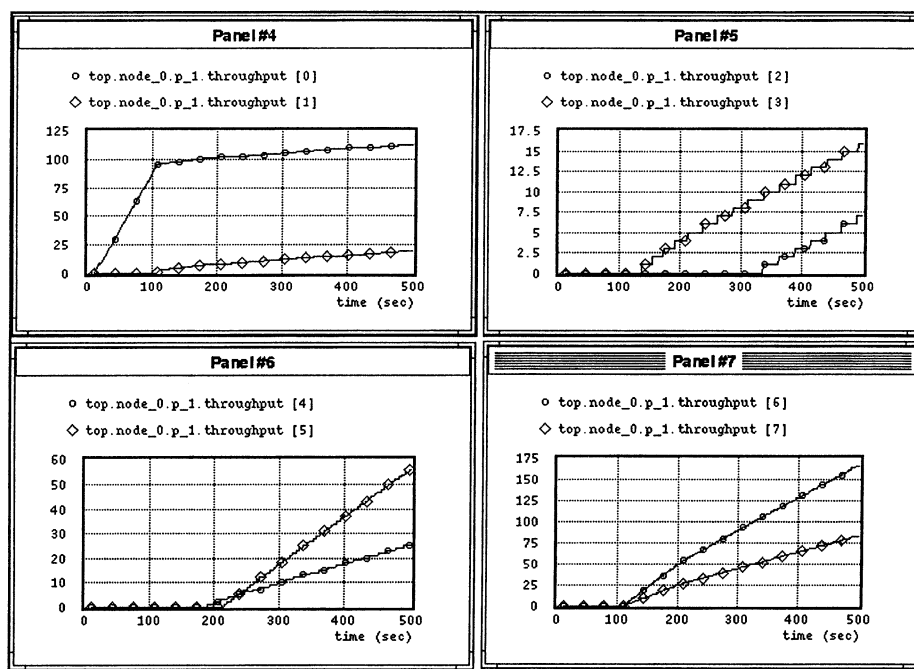 Panel #4
top.node_0.p_1.throughput [0]
top.node_0.p_1.throughput [1]
125
100
75
50
25
0
0 100 200 300 400 500
time (sec)
Panel #5
top.node_0.p_1.throughput [2]
top.node_0.p_1.throughput [3]
17.5
15
12.5
10
7.5
5
2.5
0
0 100 200 300 400 500
time (sec)
Panel #6
top.node_0.p_1.throughput [4]
top.node_0.p_1.throughput [5]
60
50
40
30
20
10
0
0 100 200 300 400 500
time (sec)
Panel #7
top.node_0.p_1.throughput [6]
top.node_0.p_1.throughput [7]
175
150
125
100
75
50
25
0
0 100 200 300 400 500
time (sec)